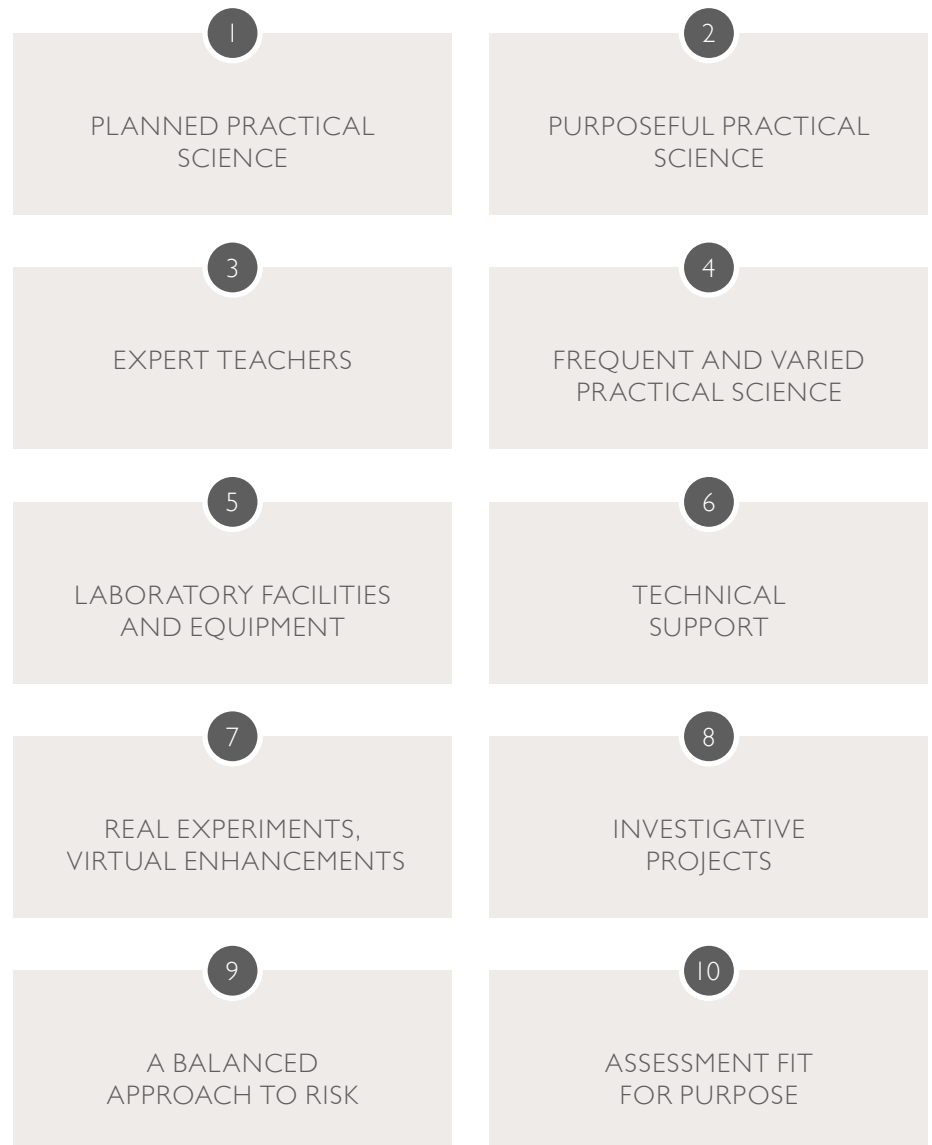 1
PLANNED PRACTICAL
SCIENCE
2
PURPOSEFUL PRACTICAL
SCIENCE
3
EXPERT TEACHERS
4
FREQUENT AND VARIED
PRACTICAL SCIENCE
5
LABORATORY FACILITIES
AND EQUIPMENT
6
TECHNICAL
SUPPORT
7
REAL EXPERIMENTS,
VIRTUAL ENHANCEMENTS
8
INVESTIGATIVE
PROJECTS
9
A BALANCED
APPROACH TO RISK
10
ASSESSMENT FIT
FOR PURPOSE